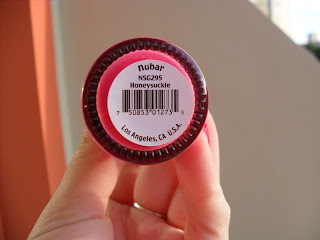 nubar
NSG295
Honeysuckle
7 50853 01273 5
Los Angeles, CA U.S.A.